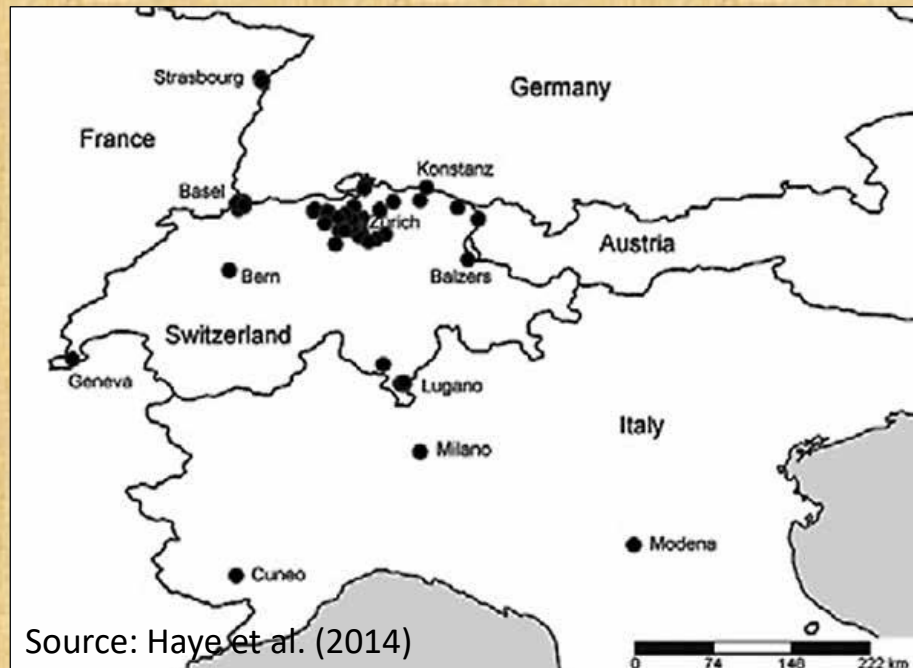 Strasbourg
Germany
France
Konstanz
Basel
Zürich
Austria
Bern
Balzers
Switzerland
Geneva
Lugano
Italy
Milano
Modena
Cuneo
Source: Haye et al. (2014)
0 74 148 222 km